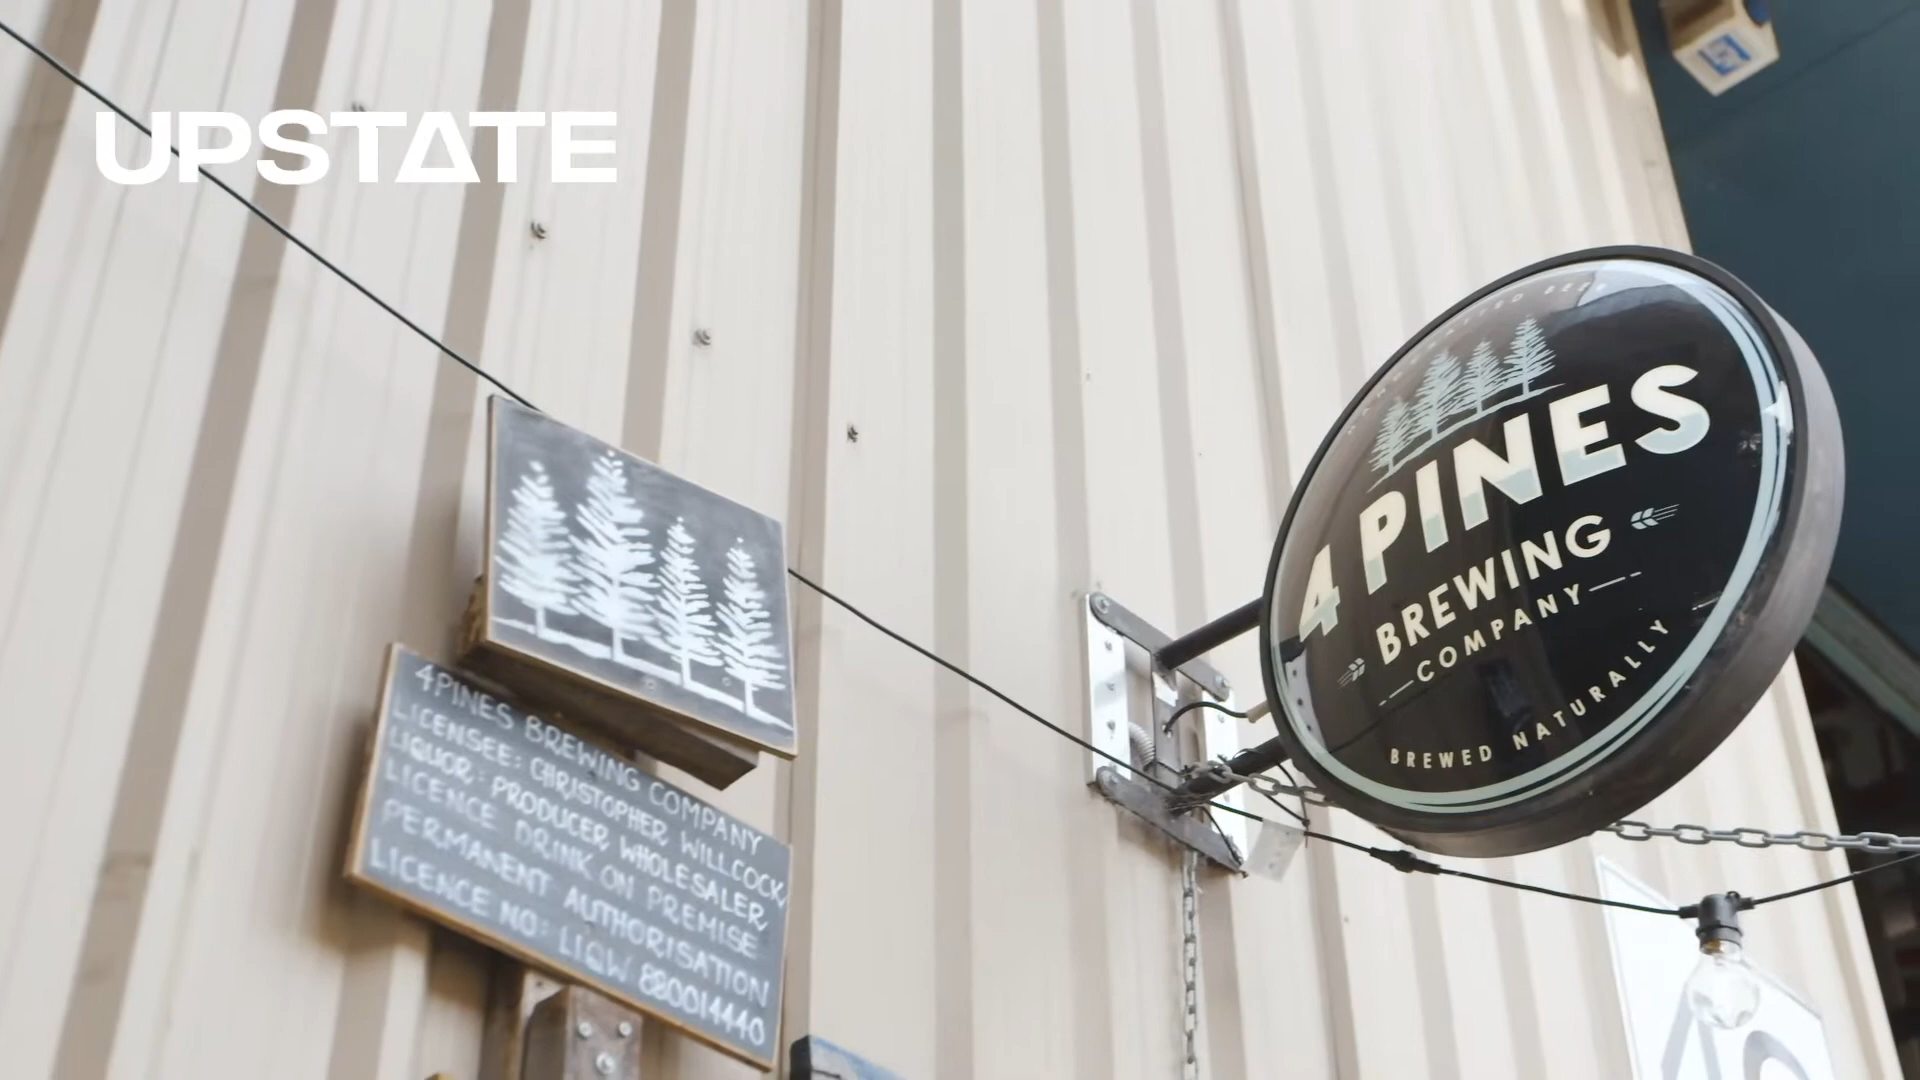 UPSTATE
4 PINES
BREWING
COMPANY
BREWED NATURALLY
4PINES BREWING COMPANY
LICENSEE: CHRISTOPHER WILLCOCK
LIQUOR: PRODUCER WHOLESALER
LICENCE DRINK ON PREMISE
PERMANENT AUTHORISATION
LICENCE NO: LIQW 880014440